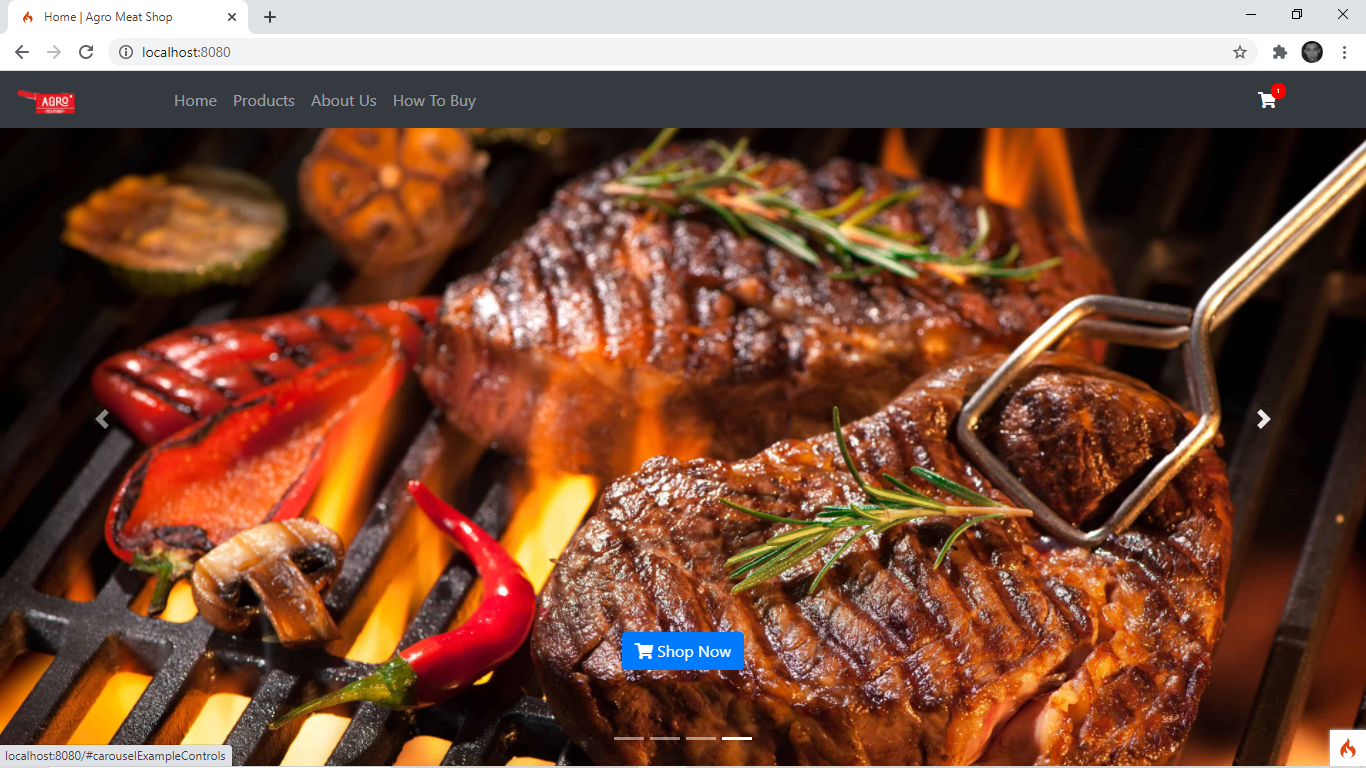 Home | Agro Meat Shop
localhost:8080
AGRO
Home Products About Us How To Buy
1
Shop Now
localhost:8080/#carouselExampleControls